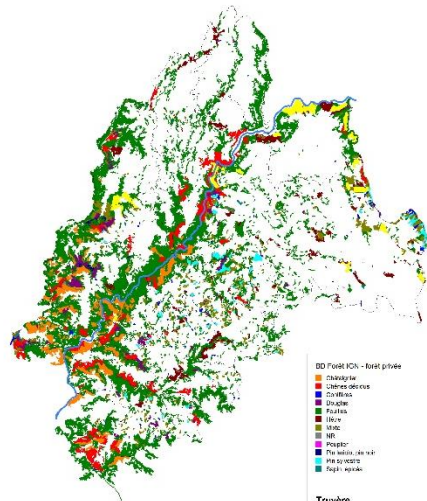 BD Forêt IGN - forêt privée
Châtaignier
Chênes décidus
Conifères
Douglas
Feuillus
Hêtre
Mixte
NR
Peuplier
Pin laricio, pin noir
Pin sylvestre
Sapin, épicéa
Truyère